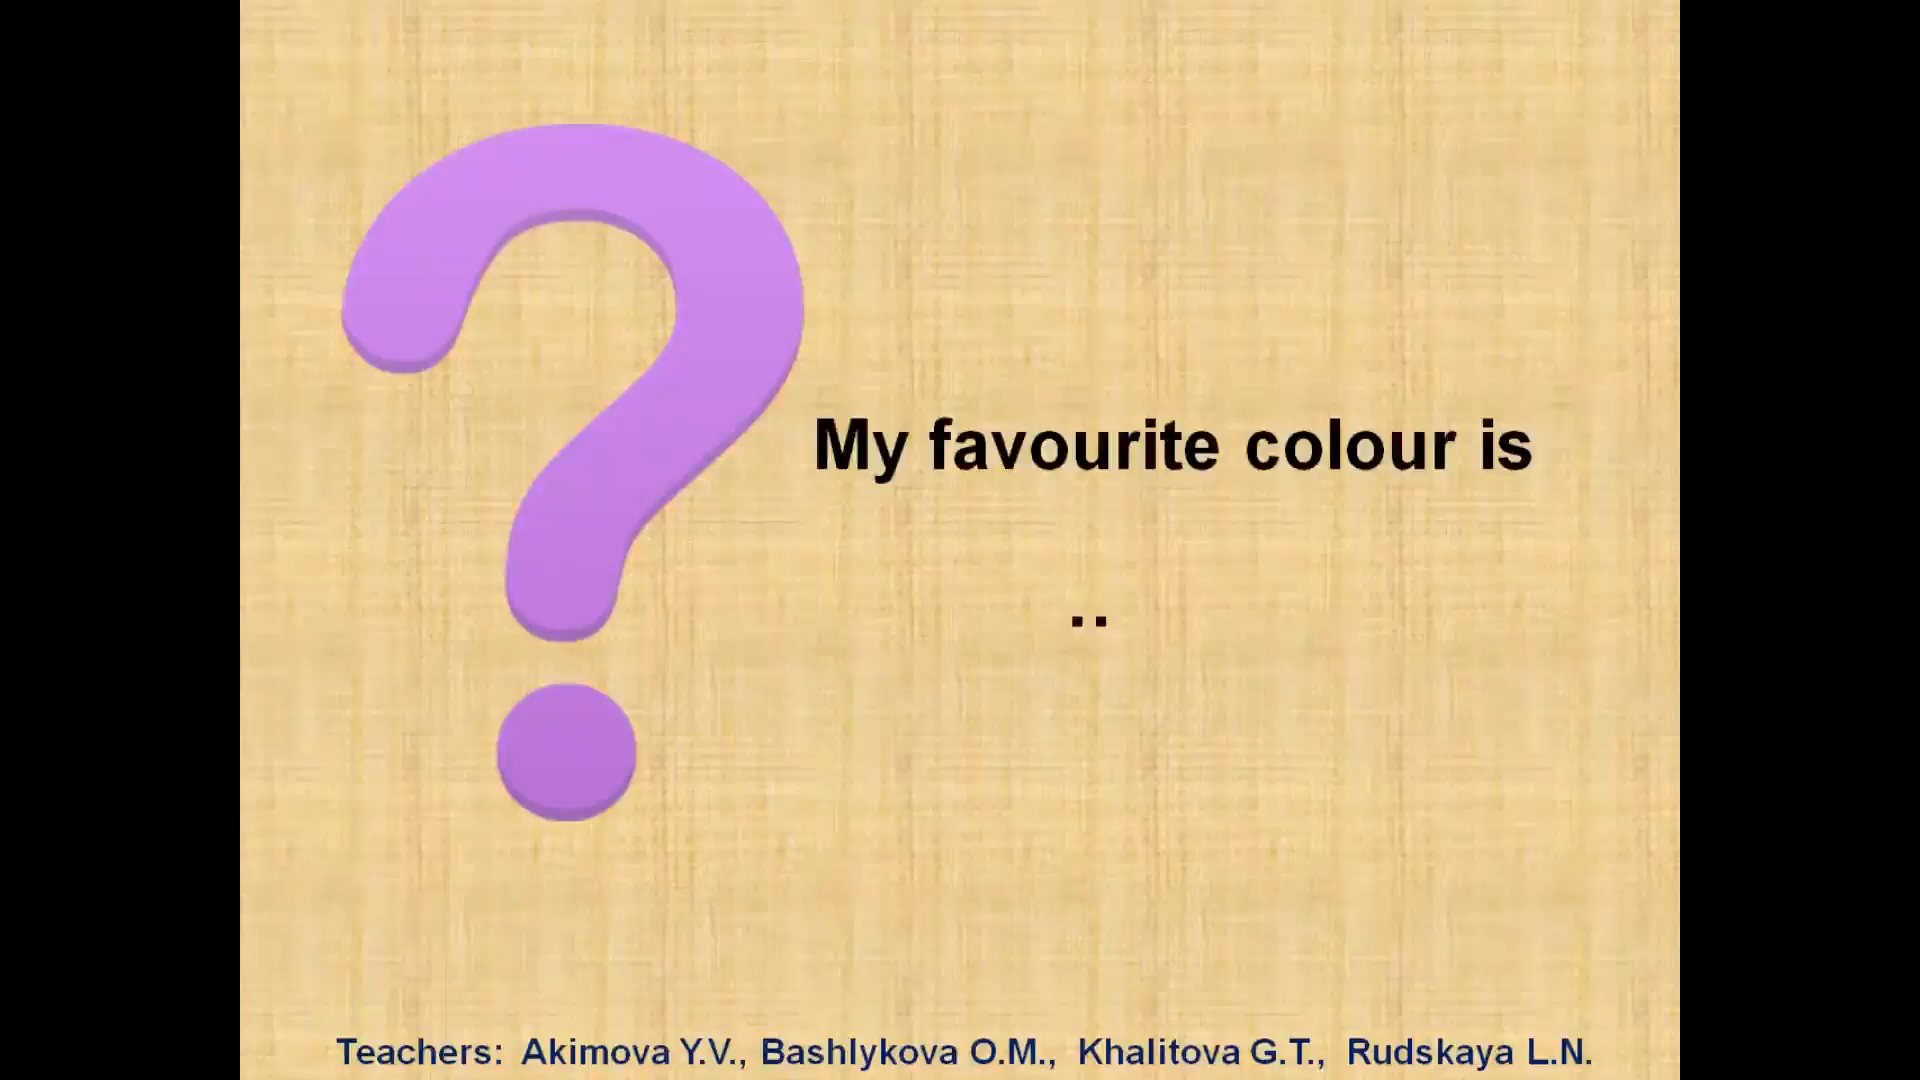 My favourite colour is
..
Teachers: Akimova Y.V., Bashlykova O.M., Khalitova G.T., Rudskaya L.N.